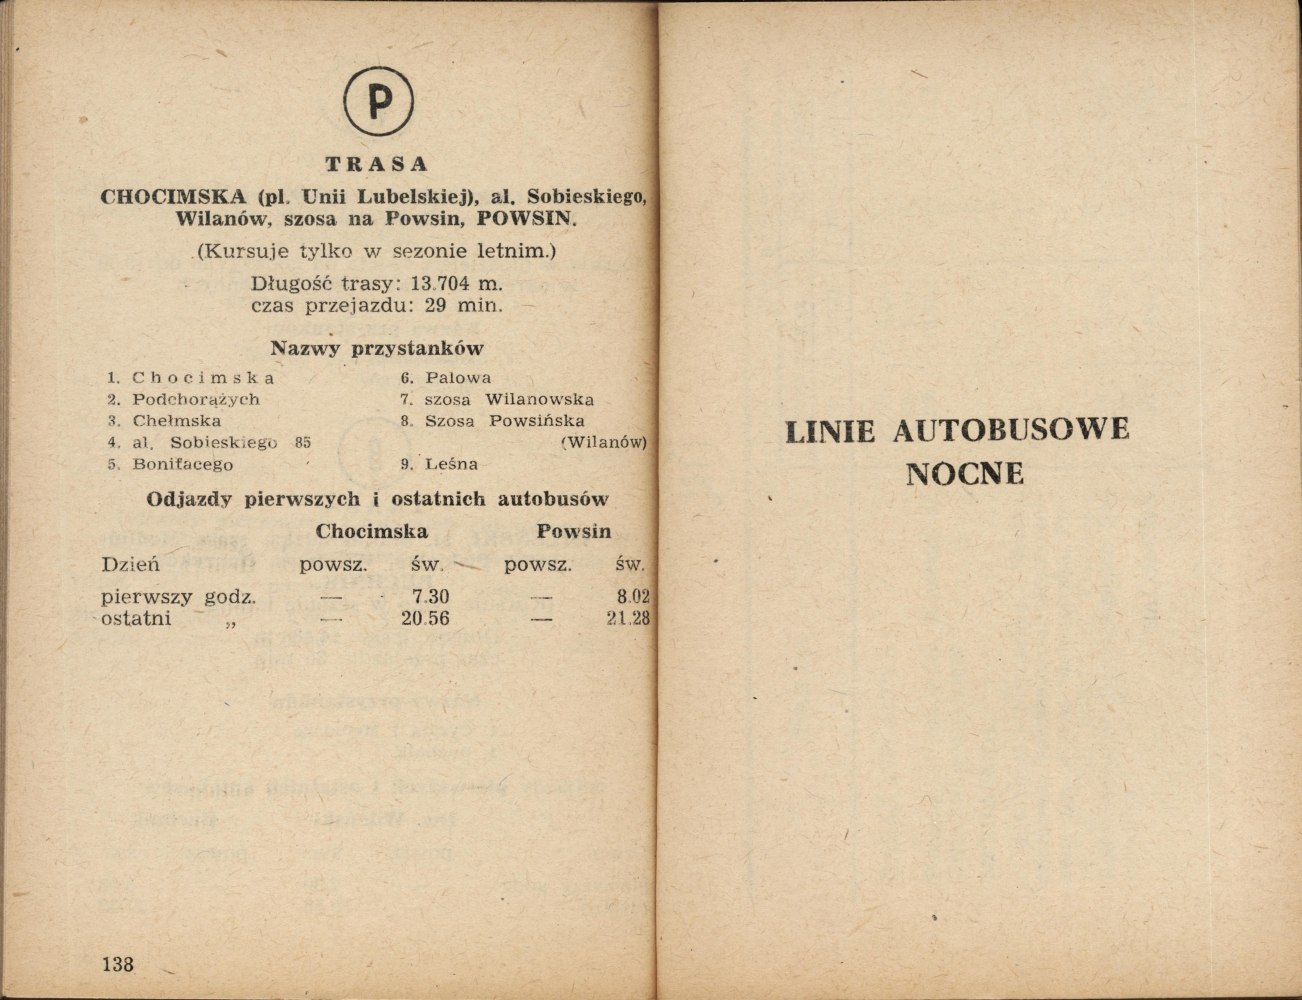 P
TRASA
CHOCIMSKA (pl. Unii Lubelskiej), al. Sobieskiego,
Wilanów, szosa na Powsin, POWSIN.
(Kursuje tylko w sezonie letnim.)
Długość trasy: 13.704 m.
czas przejazdu: 29 min.
Nazwy przystanków
1. Chocimska
2. Podchorążych
3. Chełmska
4. al. Sobieskiego 85
5. Bonifacego
6. Palowa
7. szosa Wilanowska
8. Szosa Powsińska
(Wilanów)
9. Leśna
Odjazdy pierwszych i ostatnich autobusów
Chocimska Powsin
Dzień powsz. św. powsz. św.
pierwszy godz. — 7.30 — 8.02
ostatni „ — 20.56 — 21.28
138
LINIE AUTOBUSOWE
NOCNE